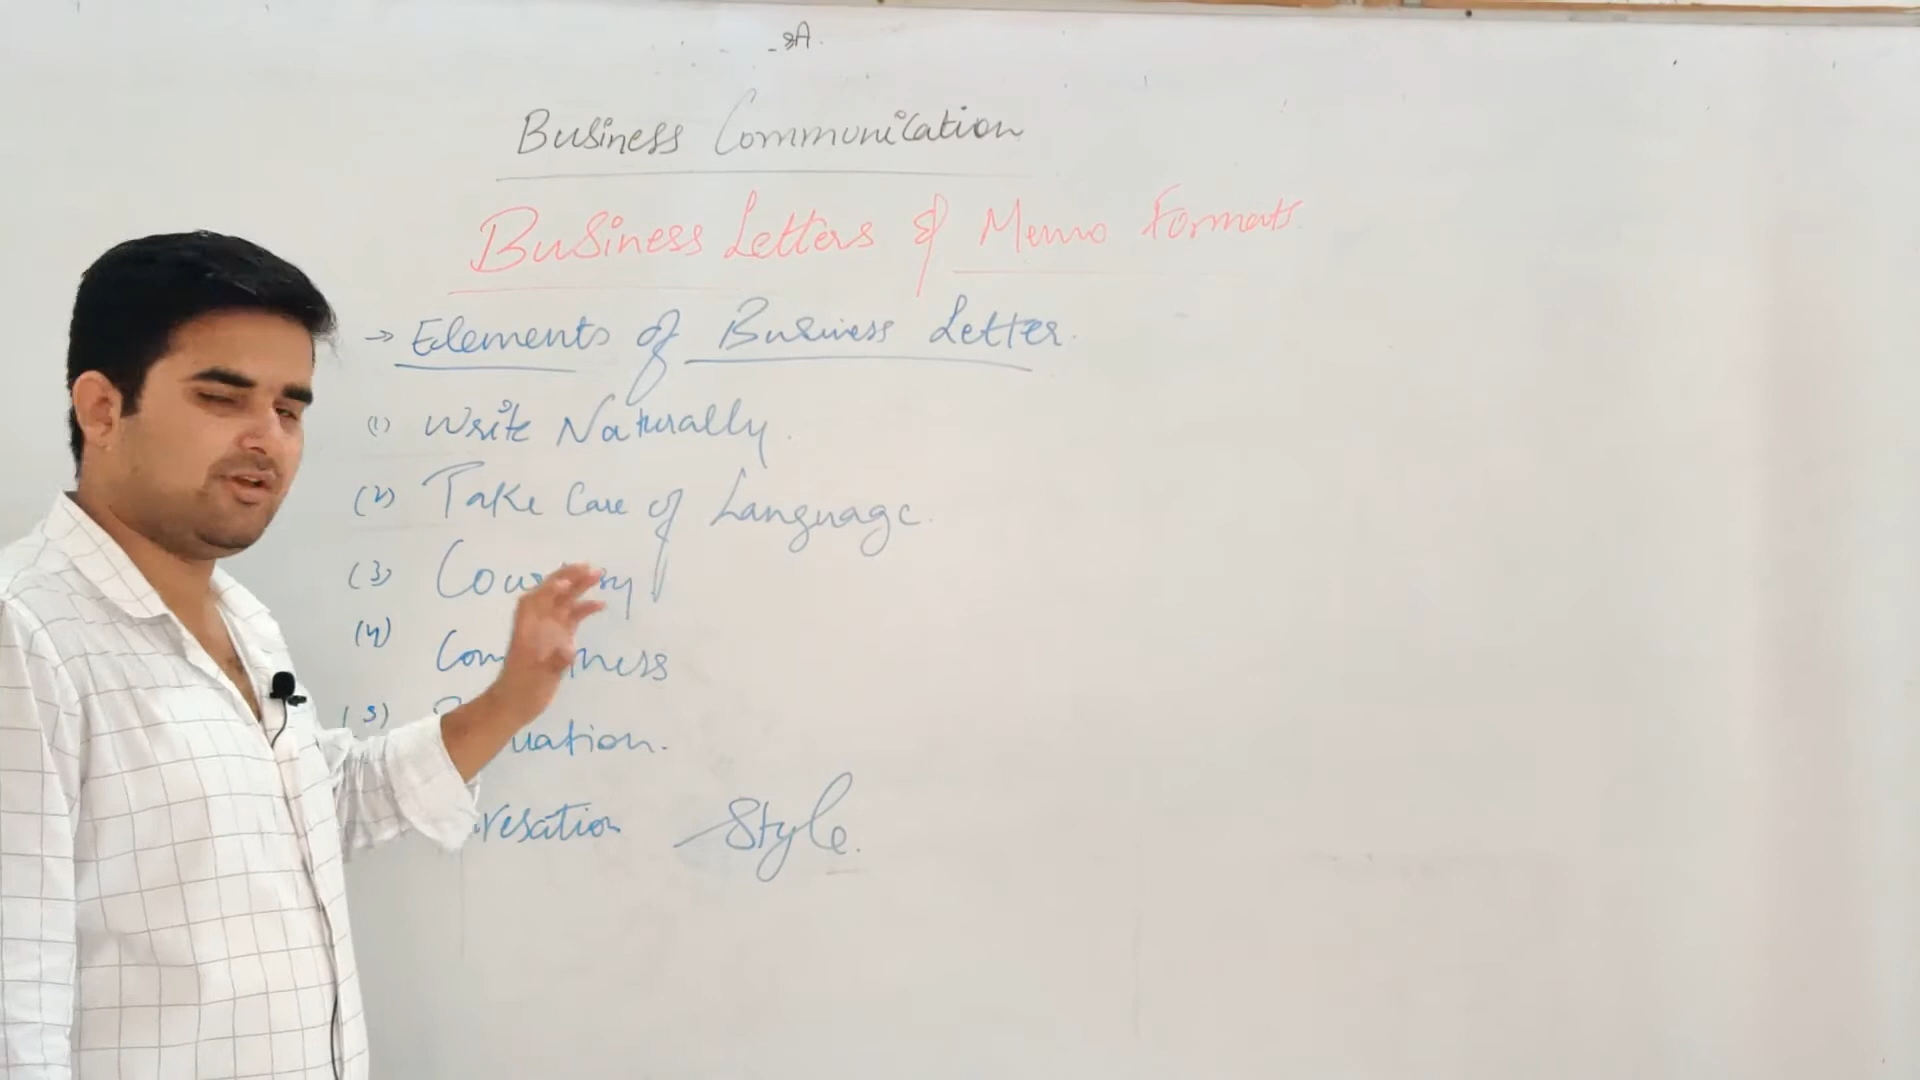 Business Communication
Business Letters & Memo Formats.
→ Elements of Business Letter.
(1) Write Naturally.
(2) Take Care of Language.
(3)
(4)
(5)
Style.